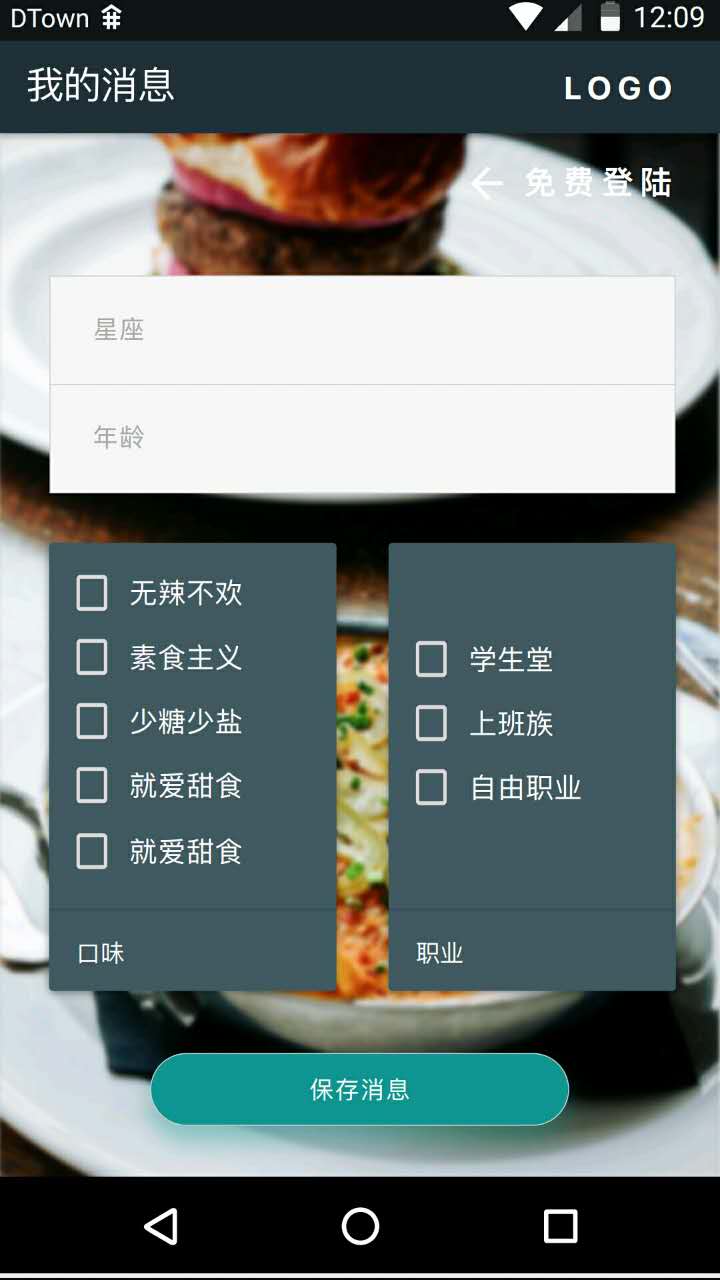 DTown 12:09
我的消息 LOGO
免费登陆
星座
年龄
无辣不欢
素食主义
少糖少盐
就爱甜食
就爱甜食
口味
学生堂
上班族
自由职业
职业
保存消息